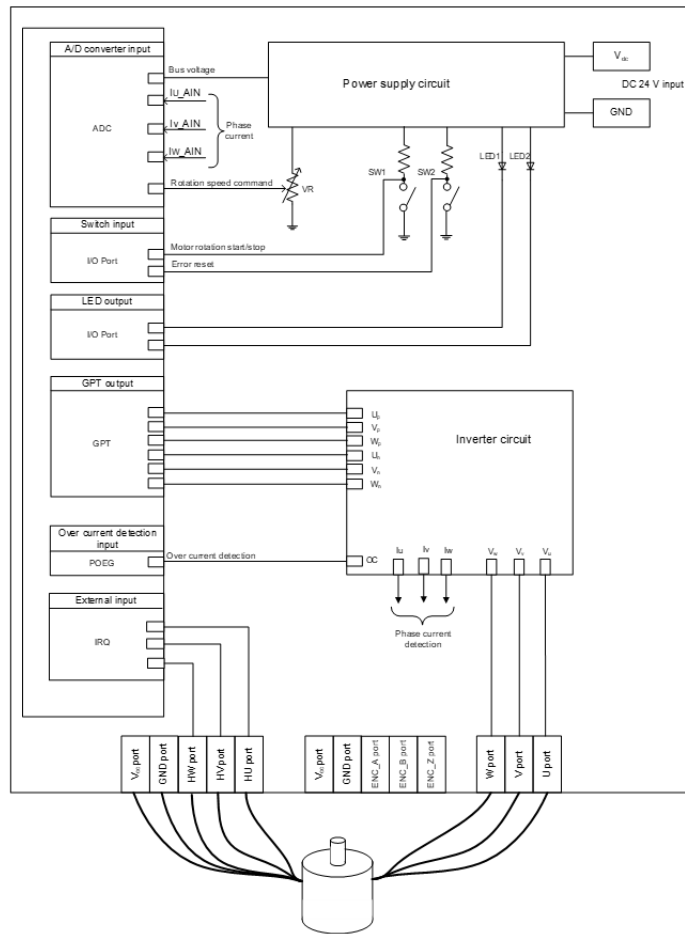 A/D converter input
ADC
Bus voltage
IU_AIN
IV_AIN
IW_AIN
Phase
current
Rotation speed command
VR
Power supply circuit
Vdc
DC 24 V input
GND
SW1
SW2
LED1
LED2
Switch input
I/O Port
Motor rotation start/stop
Error reset
LED output
I/O Port
GPT output
GPT
Up
Vp
Wp
Un
Vn
Wn
Inverter circuit
Over current detection
input
POEG
Over current detection
OC
Iu
Iv
Iw
Vw
Vv
Vu
Phase current
detection
External input
IRQ
Vcc port
GND port
HW port
HV port
HU port
Vcc port
GND port
ENC_A port
ENC_B port
ENC_Z port
W port
V port
U port